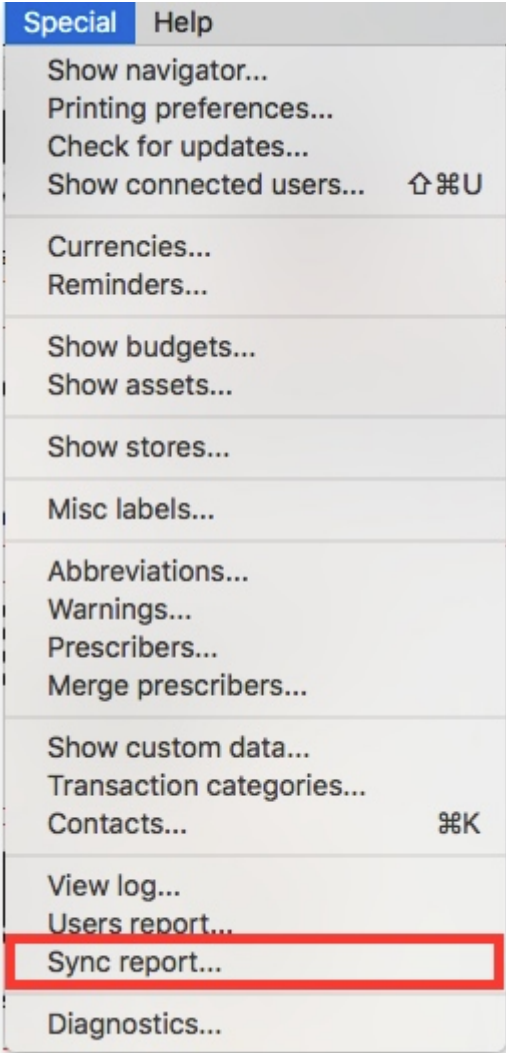 Special Help
Show navigator...
Printing preferences...
Check for updates...
Show connected users... ⇧⌘U
Currencies...
Reminders...
Show budgets...
Show assets...
Show stores...
Misc labels...
Abbreviations...
Warnings...
Prescribers...
Merge prescribers...
Show custom data...
Transaction categories...
Contacts... ⌘K
View log...
Users report...
Sync report...
Diagnostics...